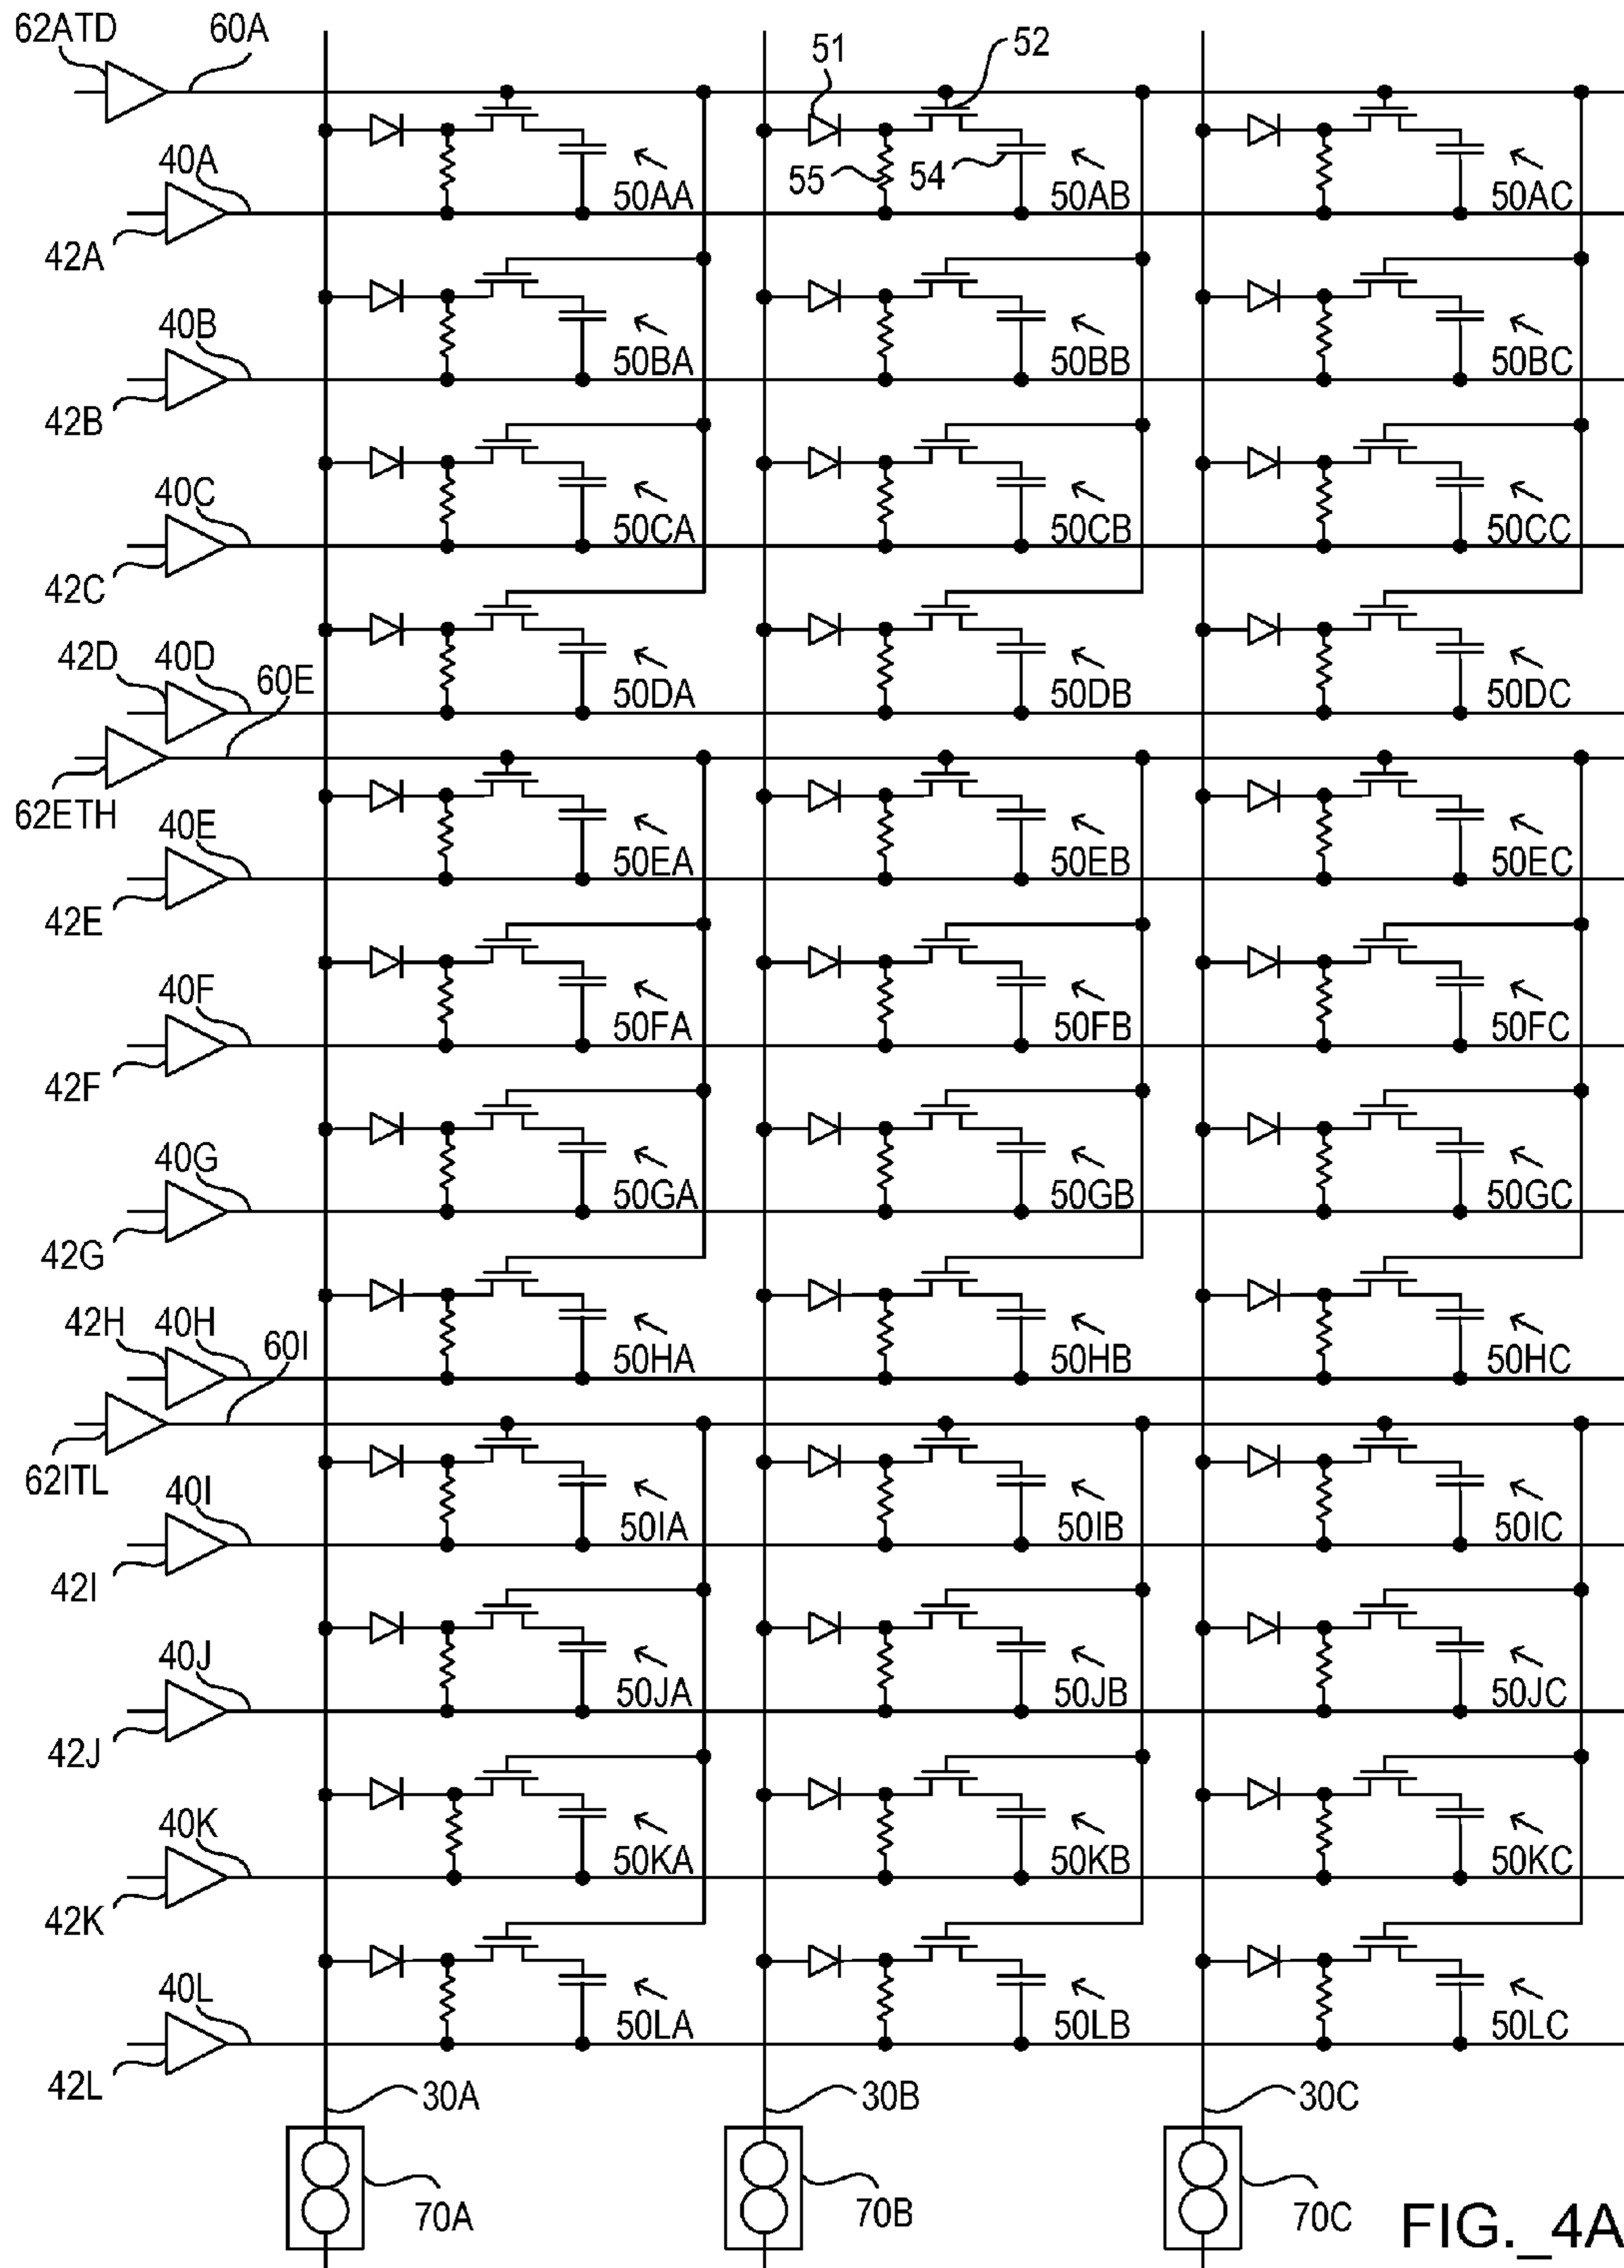 62ATD 60A 51 52
40A 55 54 50AA 50AB 50AC
42A
40B 50BA 50BB 50BC
42B
40C 50CA 50CB 50CC
42C
42D 40D 60E 50DA 50DB 50DC
62ETH
40E 50EA 50EB 50EC
42E
40F 50FA 50FB 50FC
42F
40G 50GA 50GB 50GC
42G
42H 40H 60I 50HA 50HB 50HC
62ITL
40I 50IA 50IB 50IC
42I
40J 50JA 50JB 50JC
42J
40K 50KA 50KB 50KC
42K
40L 50LA 50LB 50LC
42L
30A 30B 30C
70A 70B 70C
FIG._4A